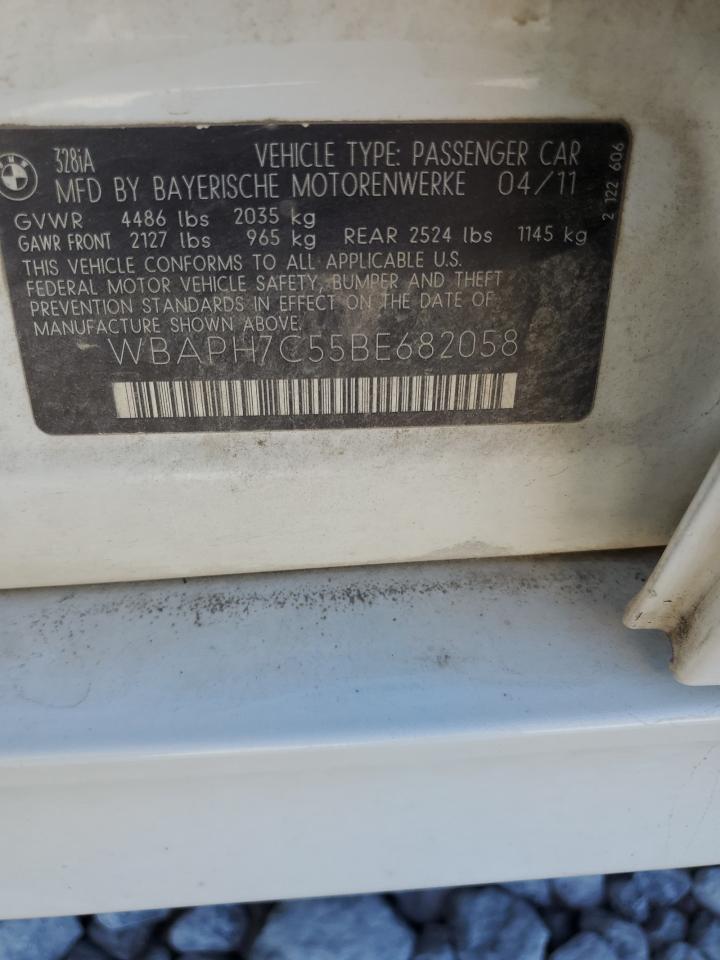 328iA VEHICLE TYPE: PASSENGER CAR
MFD BY BAYERISCHE MOTORENWERKE 04/11
GVWR 4486 lbs 2035 kg
GAWR FRONT 2127 lbs 965 kg REAR 2524 lbs 1145 kg
THIS VEHICLE CONFORMS TO ALL APPLICABLE U.S.
FEDERAL MOTOR VEHICLE SAFETY, BUMPER AND THEFT
PREVENTION STANDARDS IN EFFECT ON THE DATE OF
MANUFACTURE SHOWN ABOVE.
WBAPH7C55BE682058
2 122 606